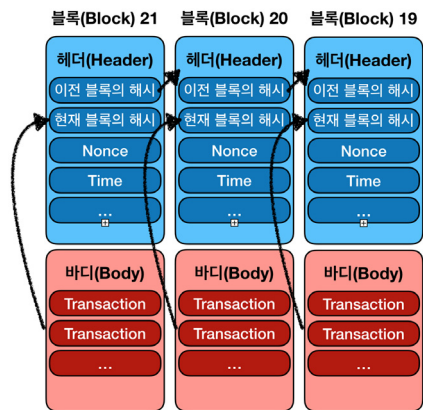 블록(Block) 21
헤더(Header)
이전 블록의 해시
현재 블록의 해시
Nonce
Time
...
바디(Body)
Transaction
Transaction
...
블록(Block) 20
헤더(Header)
이전 블록의 해시
현재 블록의 해시
Nonce
Time
...
바디(Body)
Transaction
Transaction
...
블록(Block) 19
헤더(Header)
이전 블록의 해시
현재 블록의 해시
Nonce
Time
...
바디(Body)
Transaction
Transaction
...